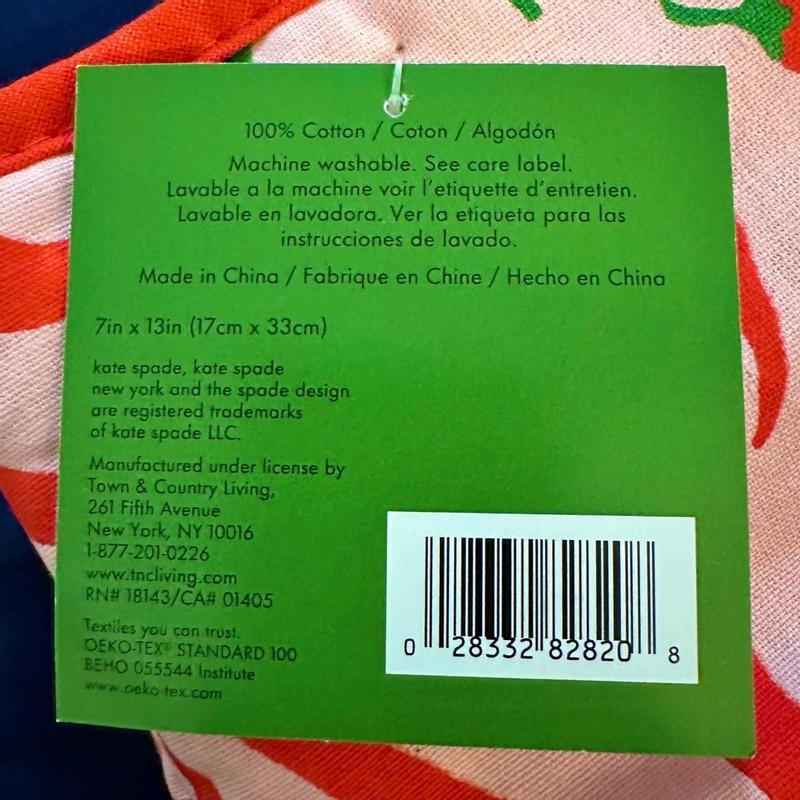 100% Cotton / Coton / Algodón
Machine washable. See care label.
Lavable a la machine voir l'etiquette d'entretien.
Lavable en lavadora. Ver la etiqueta para las
instrucciones de lavado.
Made in China / Fabrique en Chine / Hecho en China
7in x 13in (17cm x 33cm)
kate spade, kate spade
new york and the spade design
are registered trademarks
of kate spade LLC.
Manufactured under license by
Town & Country Living,
261 Fifth Avenue
New York, NY 10016
1-877-201-0226
www.tncliving.com
RN# 18143/CA# 01405
Textiles you can trust.
OEKO-TEX® STANDARD 100
BEHO 055544 Institute
www.oeko-tex.com
0 28332 82820 8